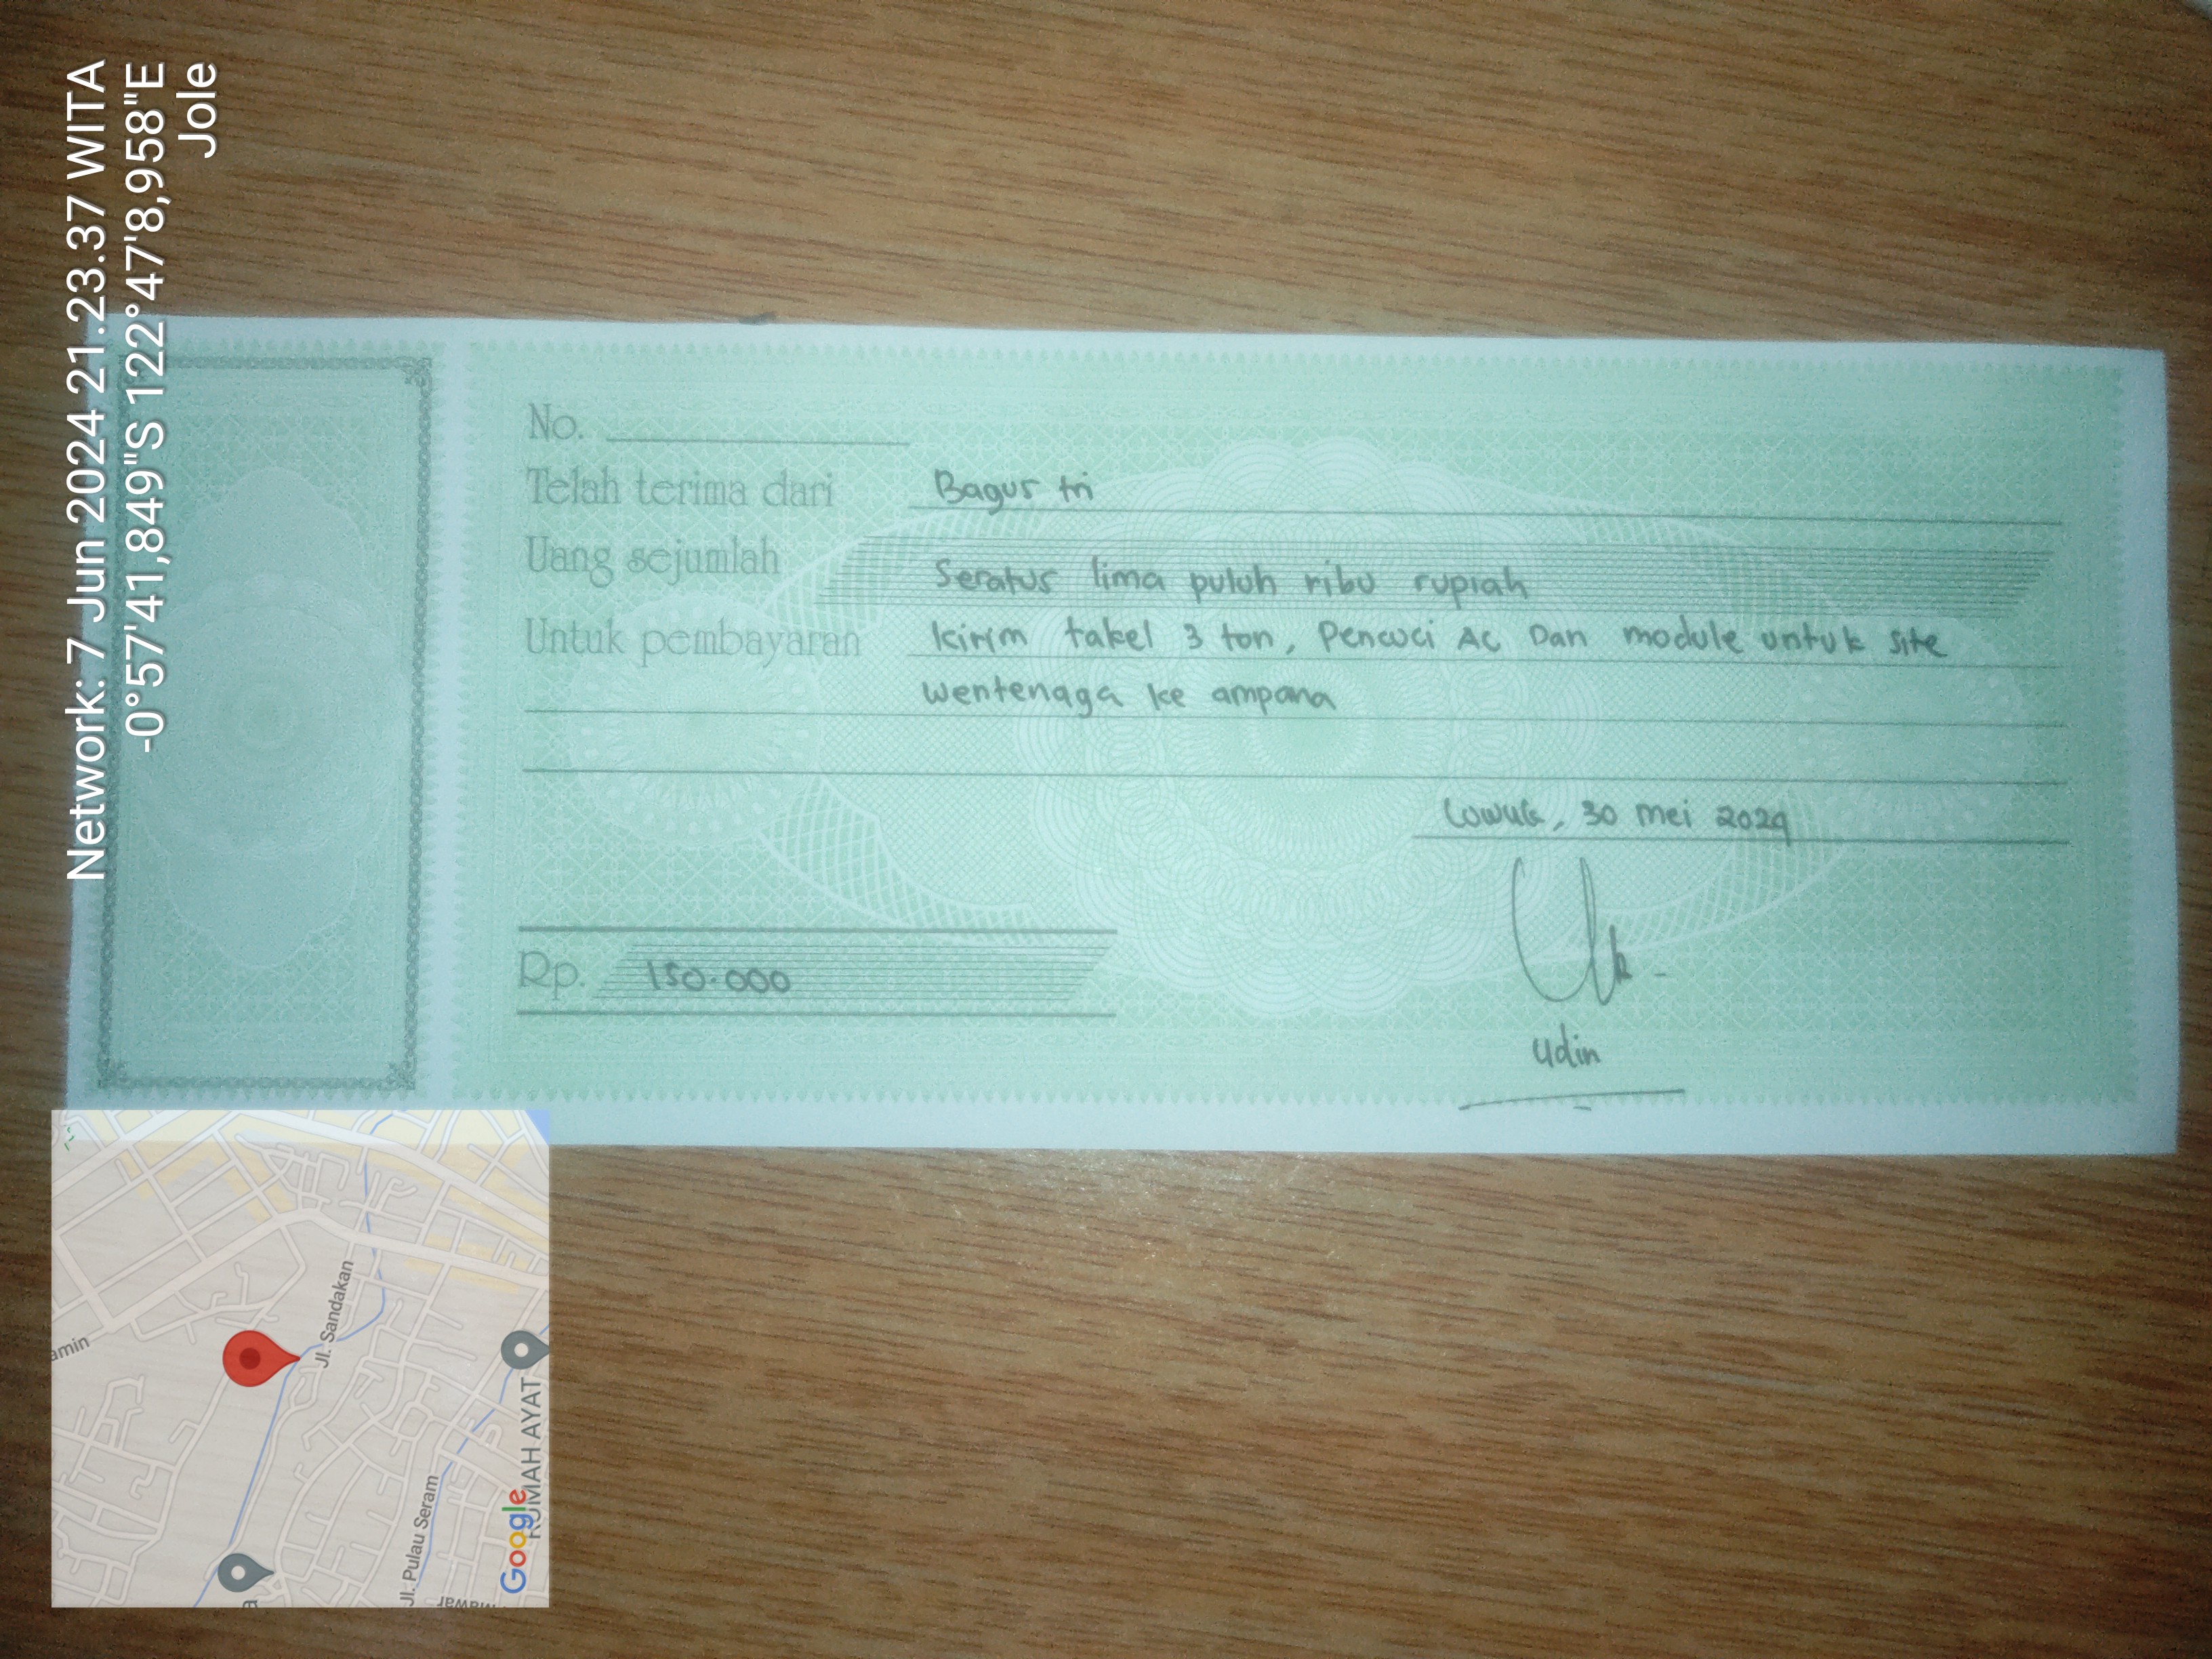 Network: 7 Jun 2024 21.23.37 WITA
-0°57'41,849"S 122°47'8,958"E
Jole
No.
Telah terima dari Bagus tri
Uang sejumlah Seratus lima puluh ribu rupiah
Untuk pembayaran kirim takel 3 ton, Pencuci AC Dan module untuk site
wentenaga ke ampana
Luwuk, 30 mei 2024
Rp. 150.000
Udin
amin
Jl. Sandakan
Jl. Pulau Seram
RUMAH AYAT
Google